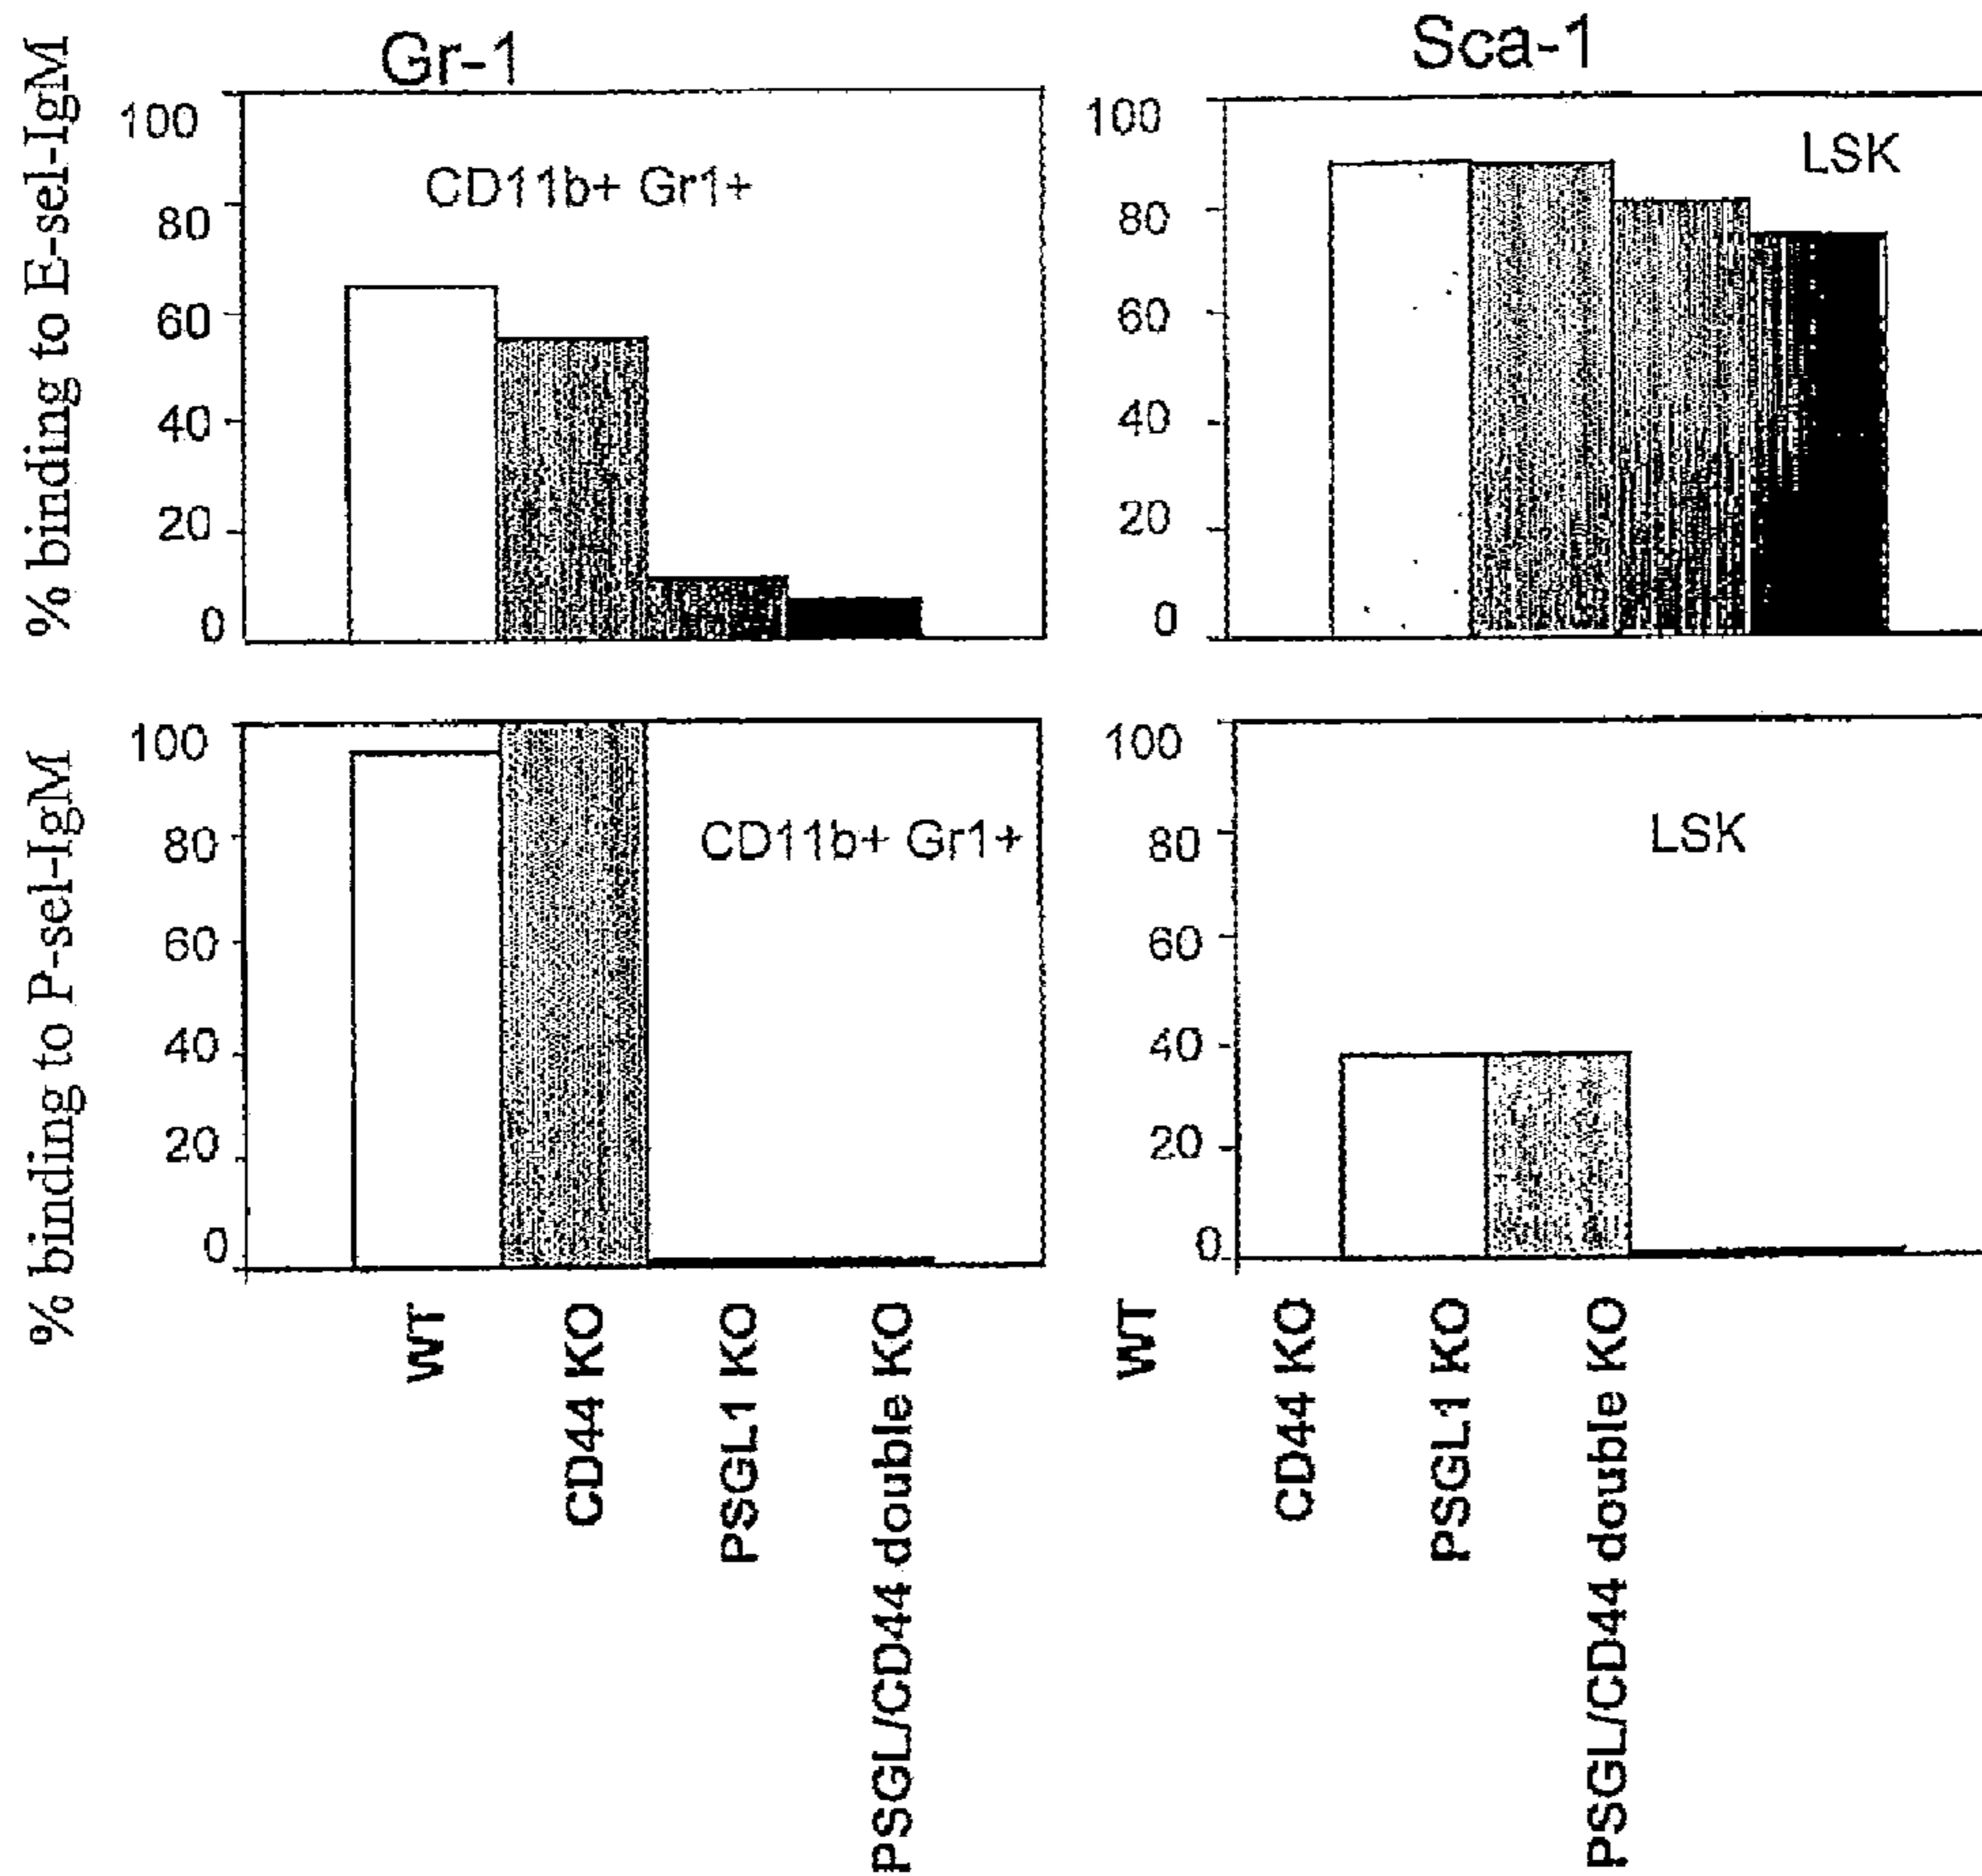 Gr-1
Sca-1
% binding to E-sel-IgM
100
80
60
40
20
0
CD11b+ Gr1+
100
80
60
40
20
0
LSK
% binding to P-sel-IgM
100
80
60
40
20
0
CD11b+ Gr1+
100
80
60
40
20
0
LSK
WT
CD44 KO
PSGL1 KO
PSGL/CD44 double KO
WT
CD44 KO
PSGL1 KO
PSGL/CD44 double KO